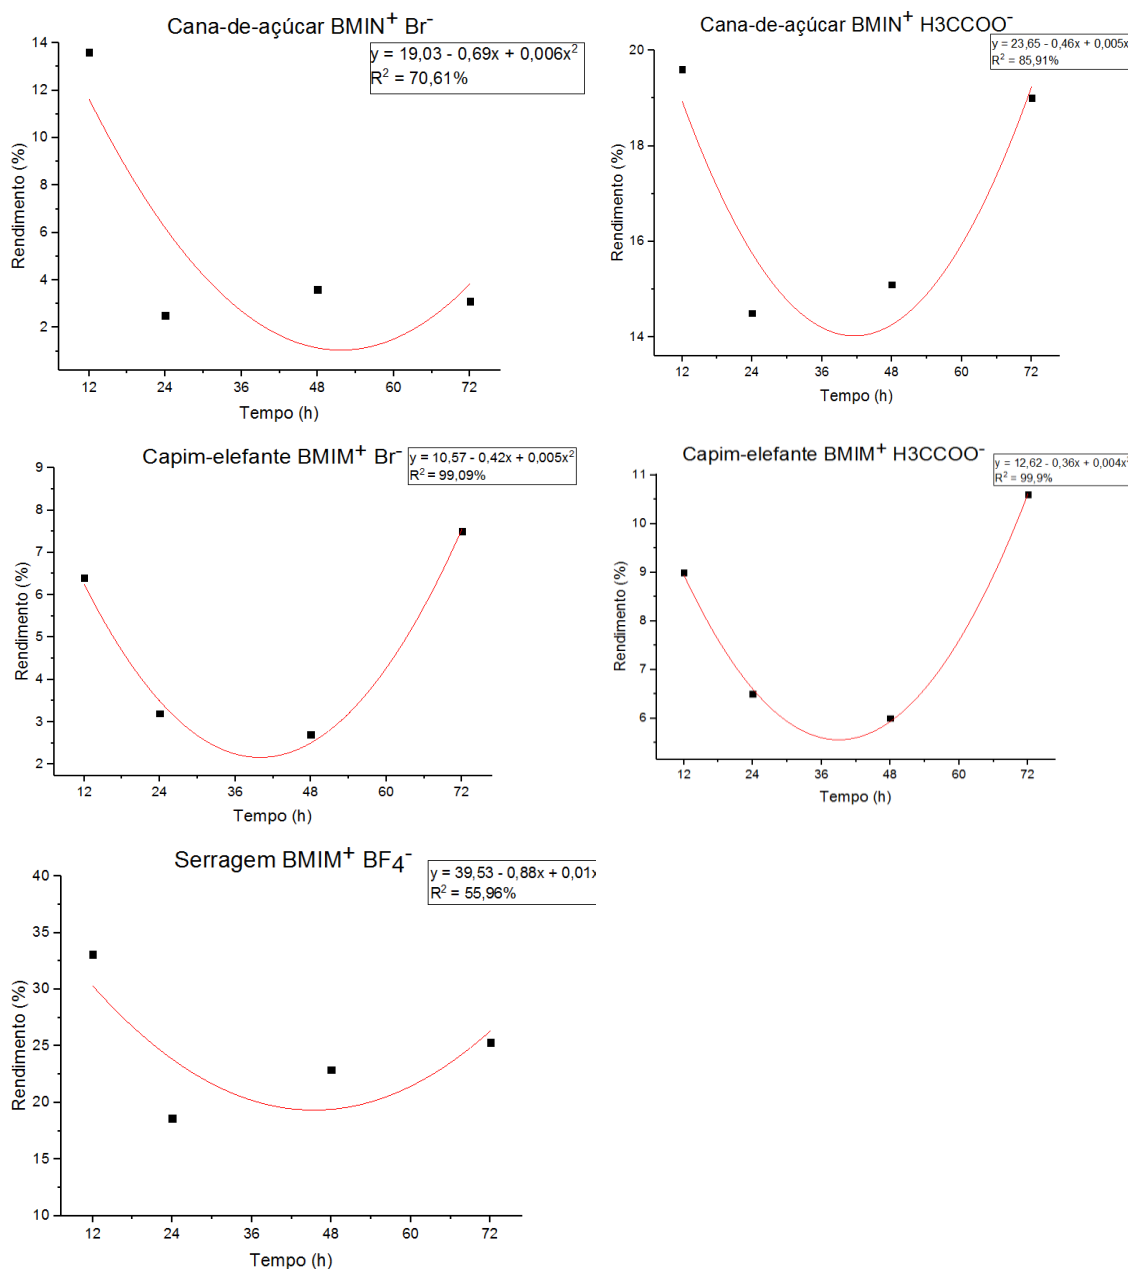 Cana-de-açúcar BMIN⁺ Br⁻
y = 19,03 - 0,69x + 0,006x²
R² = 70,61%
14
12
10
8
6
4
2
Rendimento (%)
12 24 36 48 60 72
Tempo (h)
Cana-de-açúcar BMIN⁺ H3CCOO⁻
y = 23,65 - 0,46x + 0,005x
R² = 85,91%
20
18
16
14
Rendimento (%)
12 24 36 48 60 72
Tempo (h)
Capim-elefante BMIM⁺ Br⁻
y = 10,57 - 0,42x + 0,005x²
R² = 99,09%
9
8
7
6
5
4
3
2
Rendimento (%)
12 24 36 48 60 72
Tempo (h)
Capim-elefante BMIM⁺ H3CCOO⁻
y = 12,62 - 0,36x + 0,004x
R² = 99,9%
11
10
9
8
7
6
Rendimento (%)
12 24 36 48 60 72
Tempo (h)
Serragem BMIM⁺ BF₄⁻
y = 39,53 - 0,88x + 0,01x
R² = 55,96%
40
35
30
25
20
15
10
Rendimento (%)
12 24 36 48 60 72
Tempo (h)